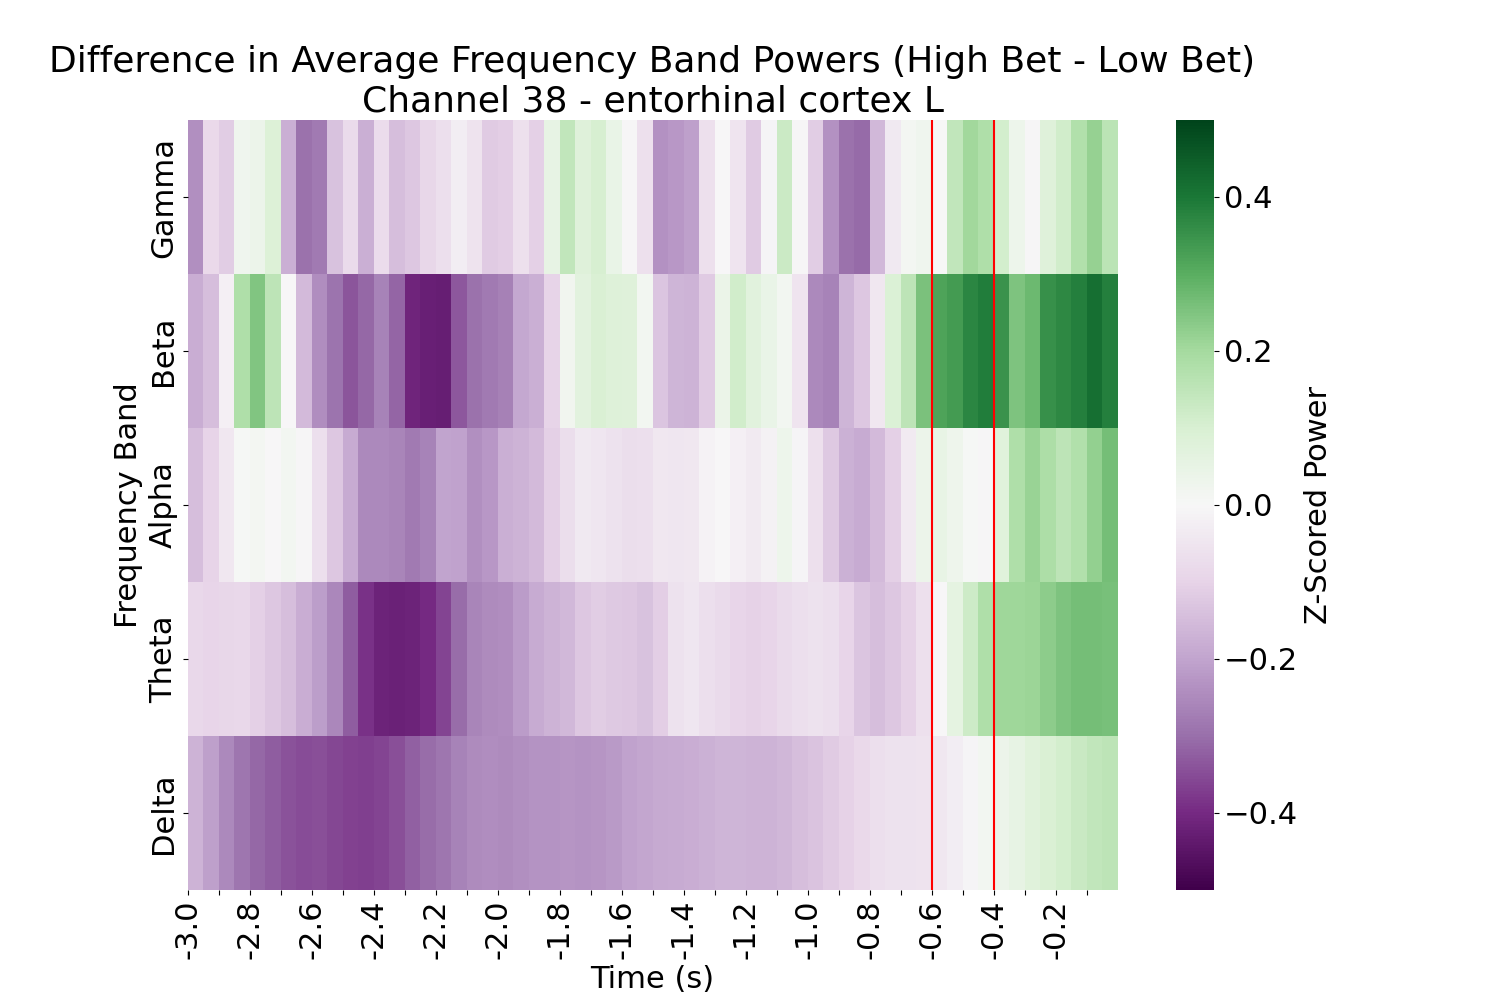 Difference in Average Frequency Band Powers (High Bet - Low Bet)
Channel 38 - entorhinal cortex L
Frequency Band
Gamma
Beta
Alpha
Theta
Delta
-3.0
-2.8
-2.6
-2.4
-2.2
-2.0
-1.8
-1.6
-1.4
-1.2
-1.0
-0.8
-0.6
-0.4
-0.2
Time (s)
0.4
0.2
0.0
−0.2
−0.4
Z-Scored Power